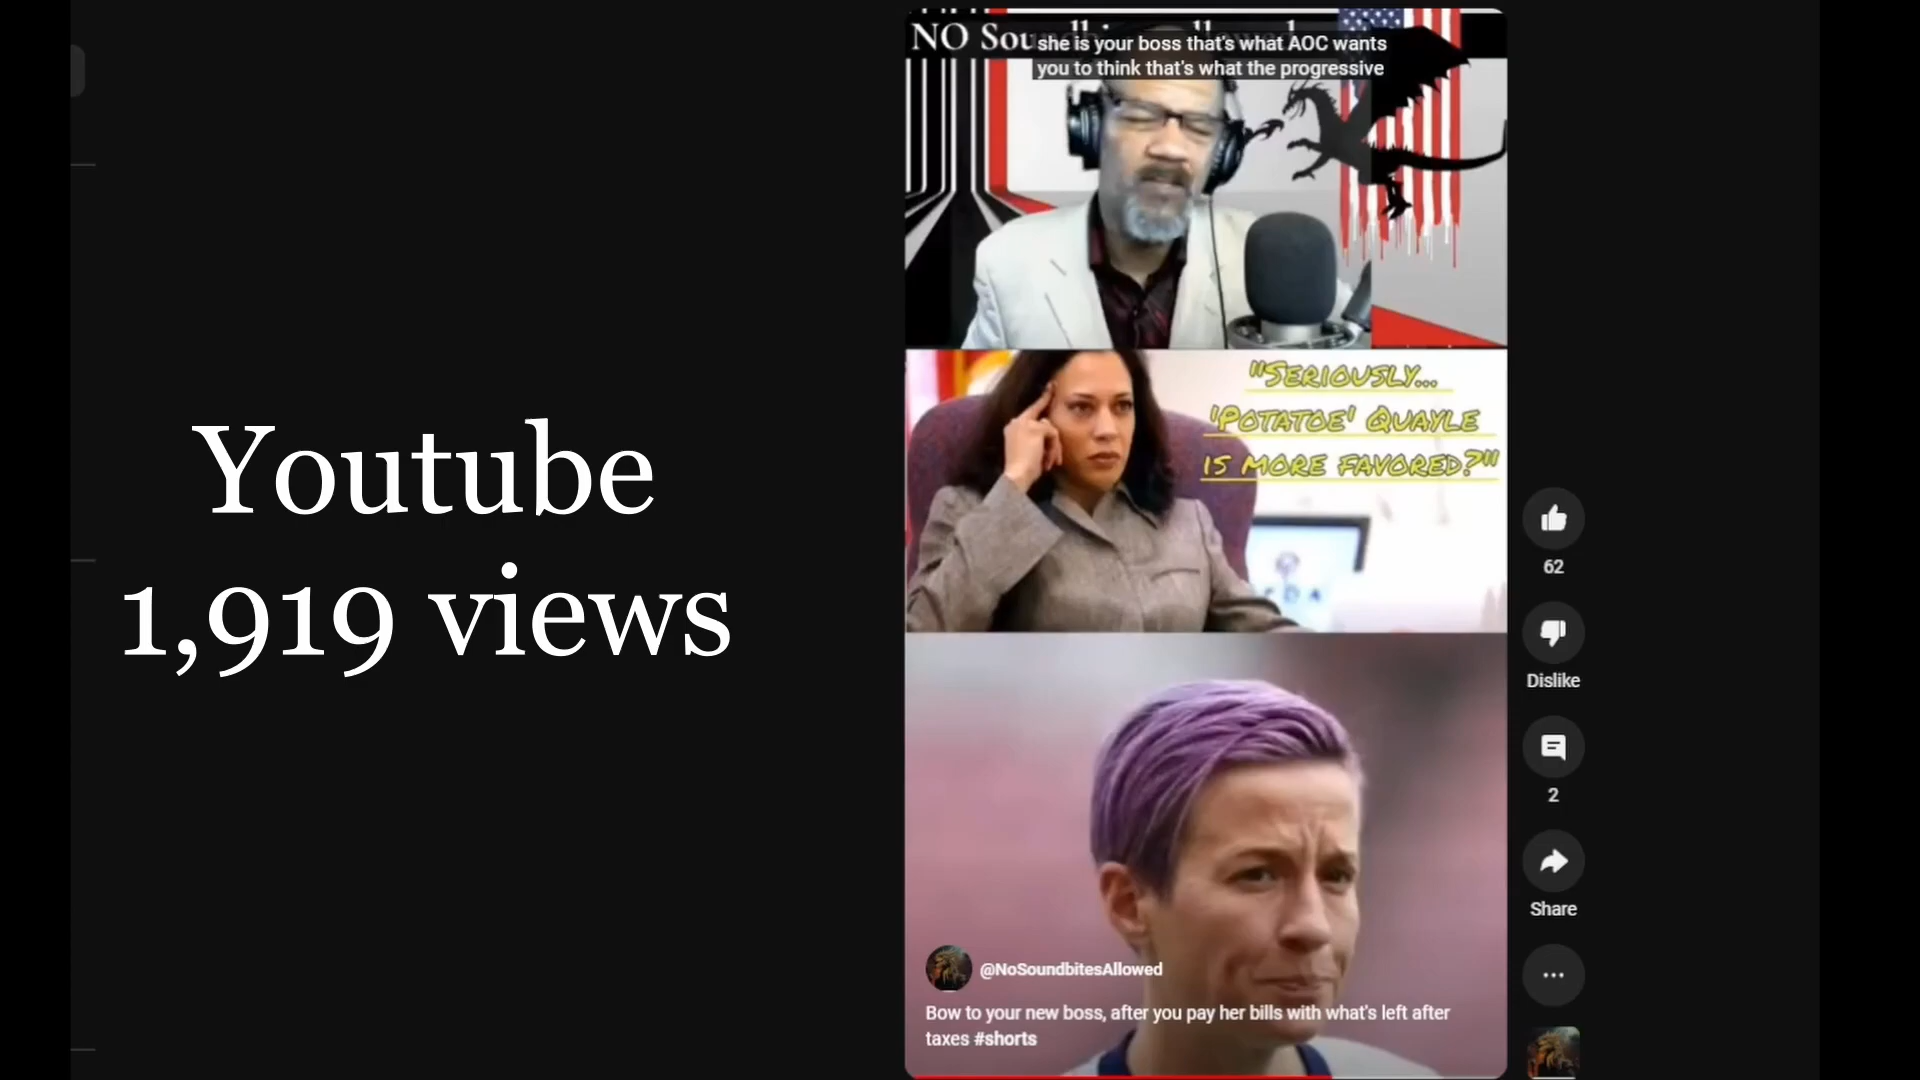 Youtube
1,919 views
NO Sou
she is your boss that's what AOC wants
you to think that's what the progressive
"SERIOUSLY...
'POTATOE' QUAYLE
IS MORE FAVORED?"
62
Dislike
2
Share
@NoSoundbitesAllowed
Bow to your new boss, after you pay her bills with what's left after
taxes #shorts